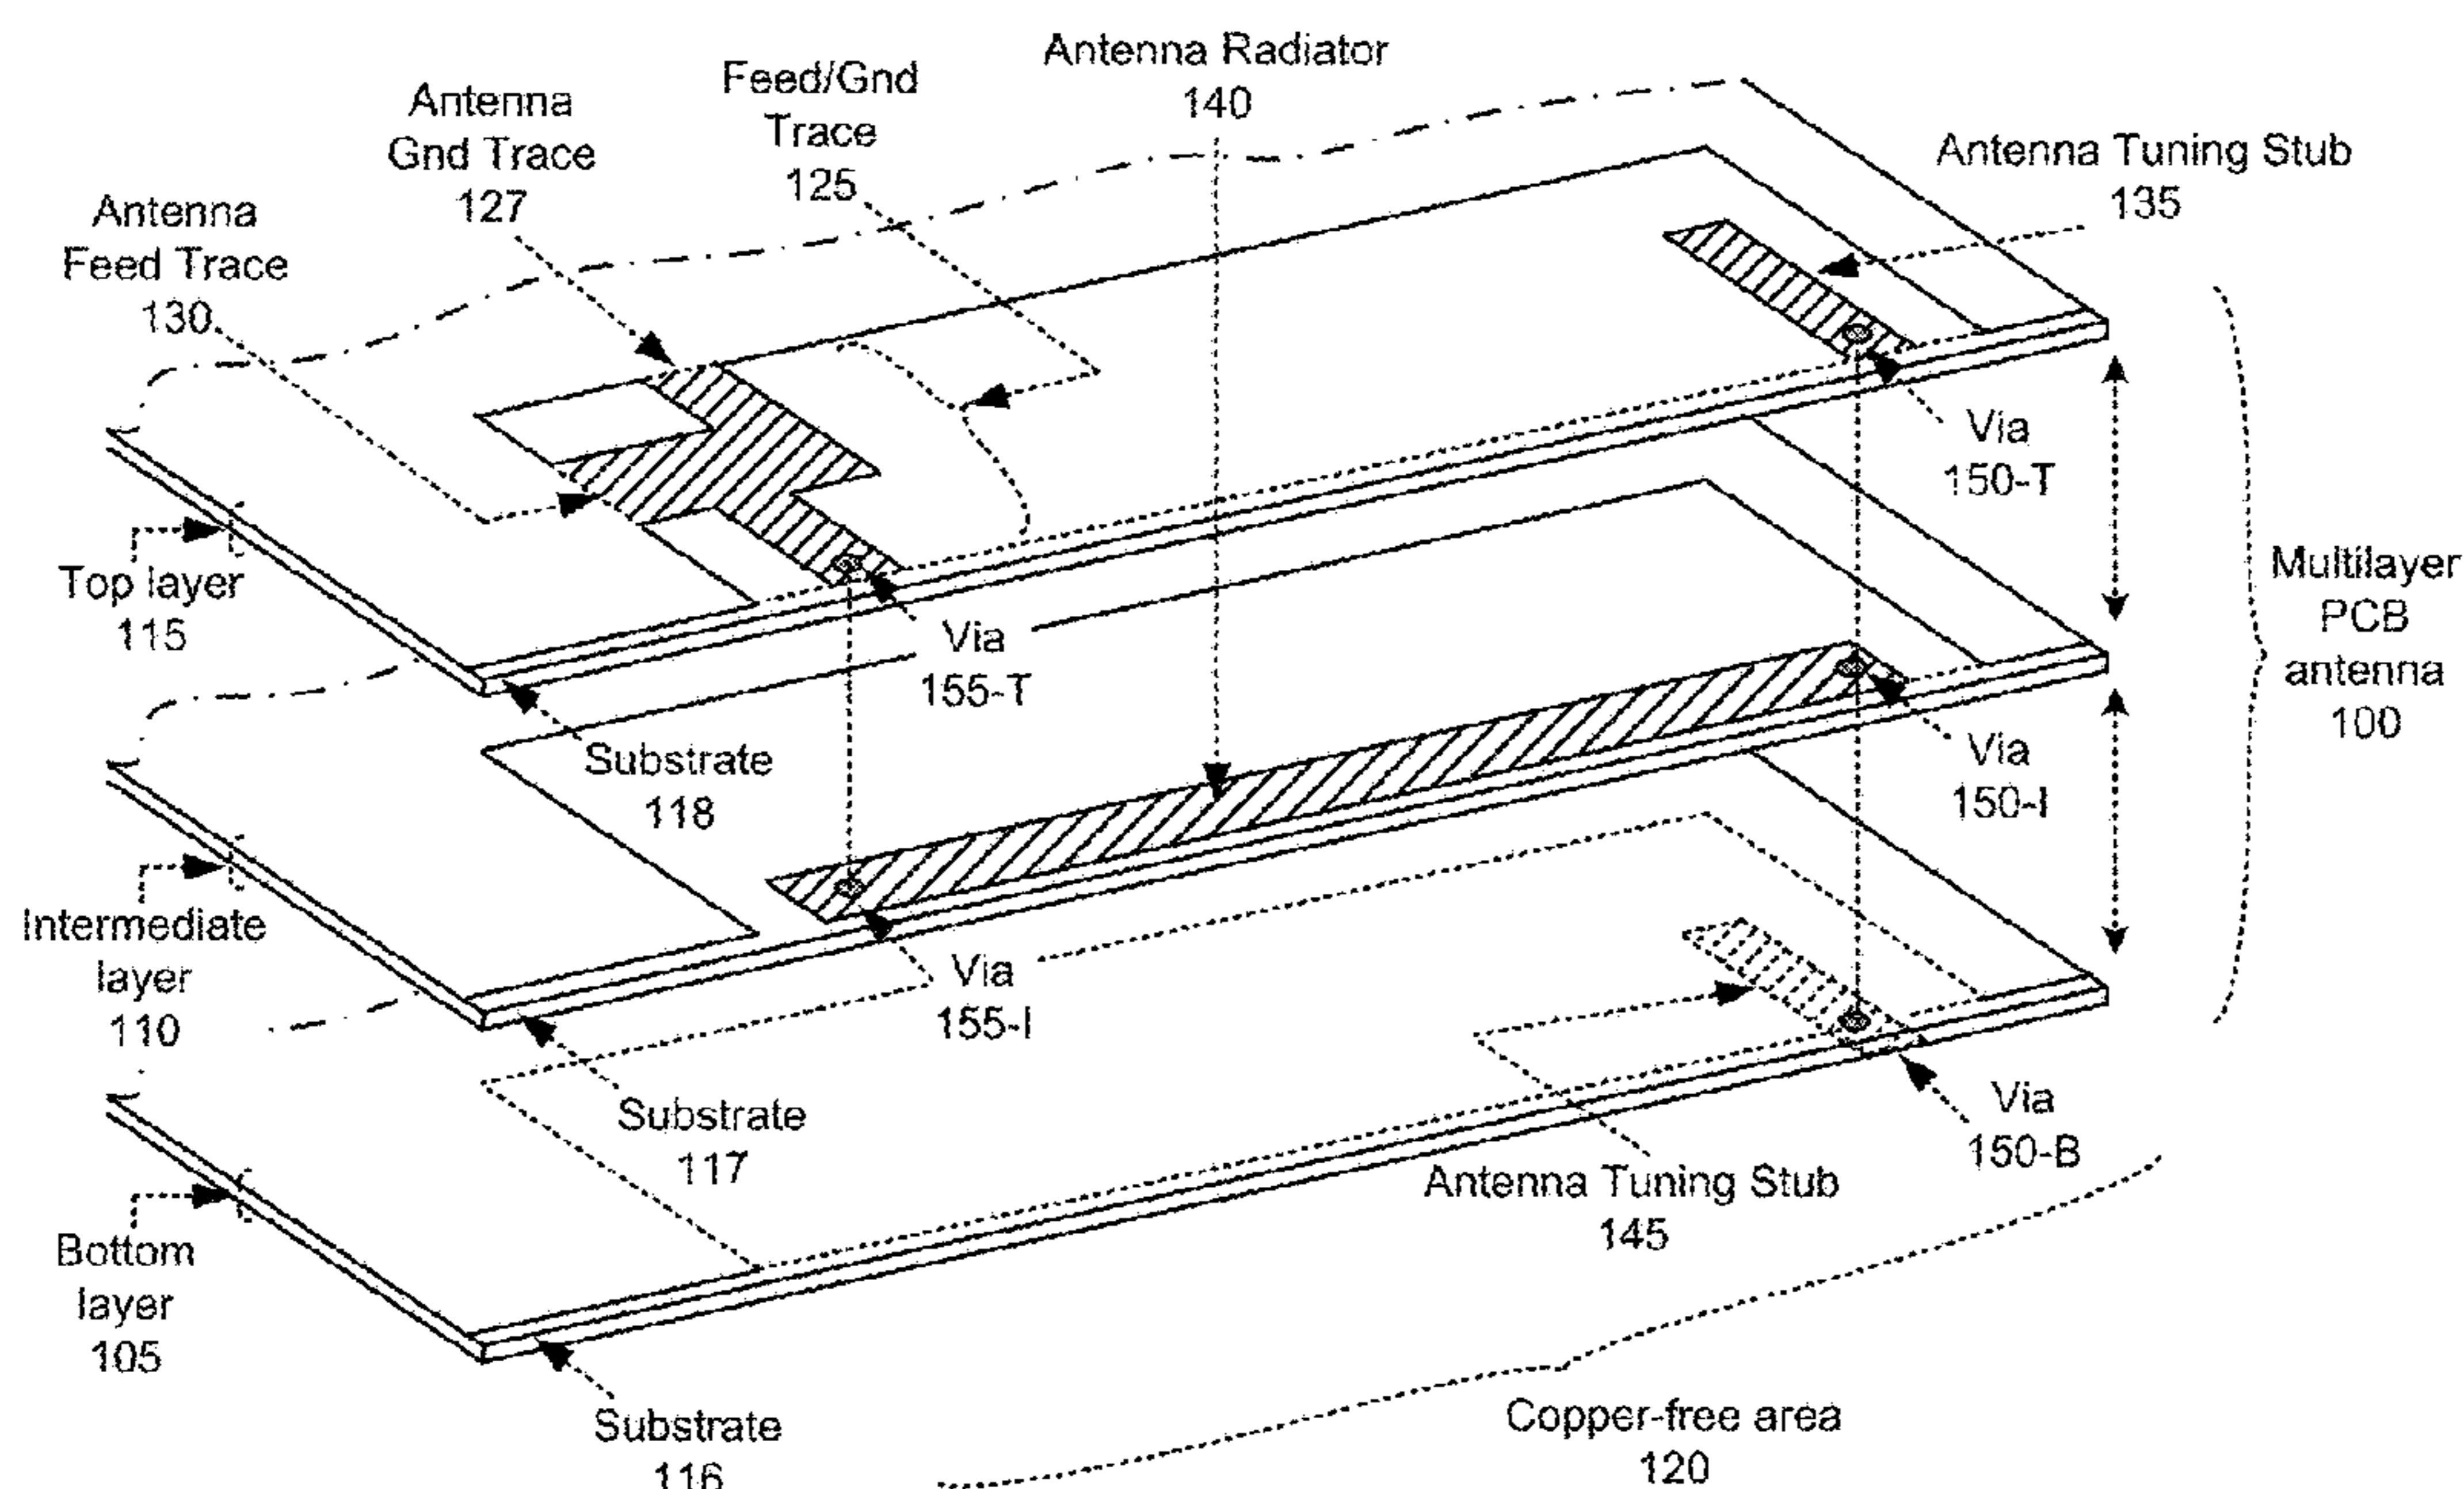 Antenna Radiator
140
Feed/Gnd
Trace
125
Antenna
Gnd Trace
127
Antenna Tuning Stub
135
Antenna
Feed Trace
130
Via
150-T
Top layer
115
Multilayer
PCB
antenna
100
Via
155-T
Substrate
118
Via
150-I
Intermediate
layer
110
Via
155-I
Substrate
117
Via
150-B
Antenna Tuning Stub
145
Bottom
layer
105
Copper-free area
120
Substrate
116